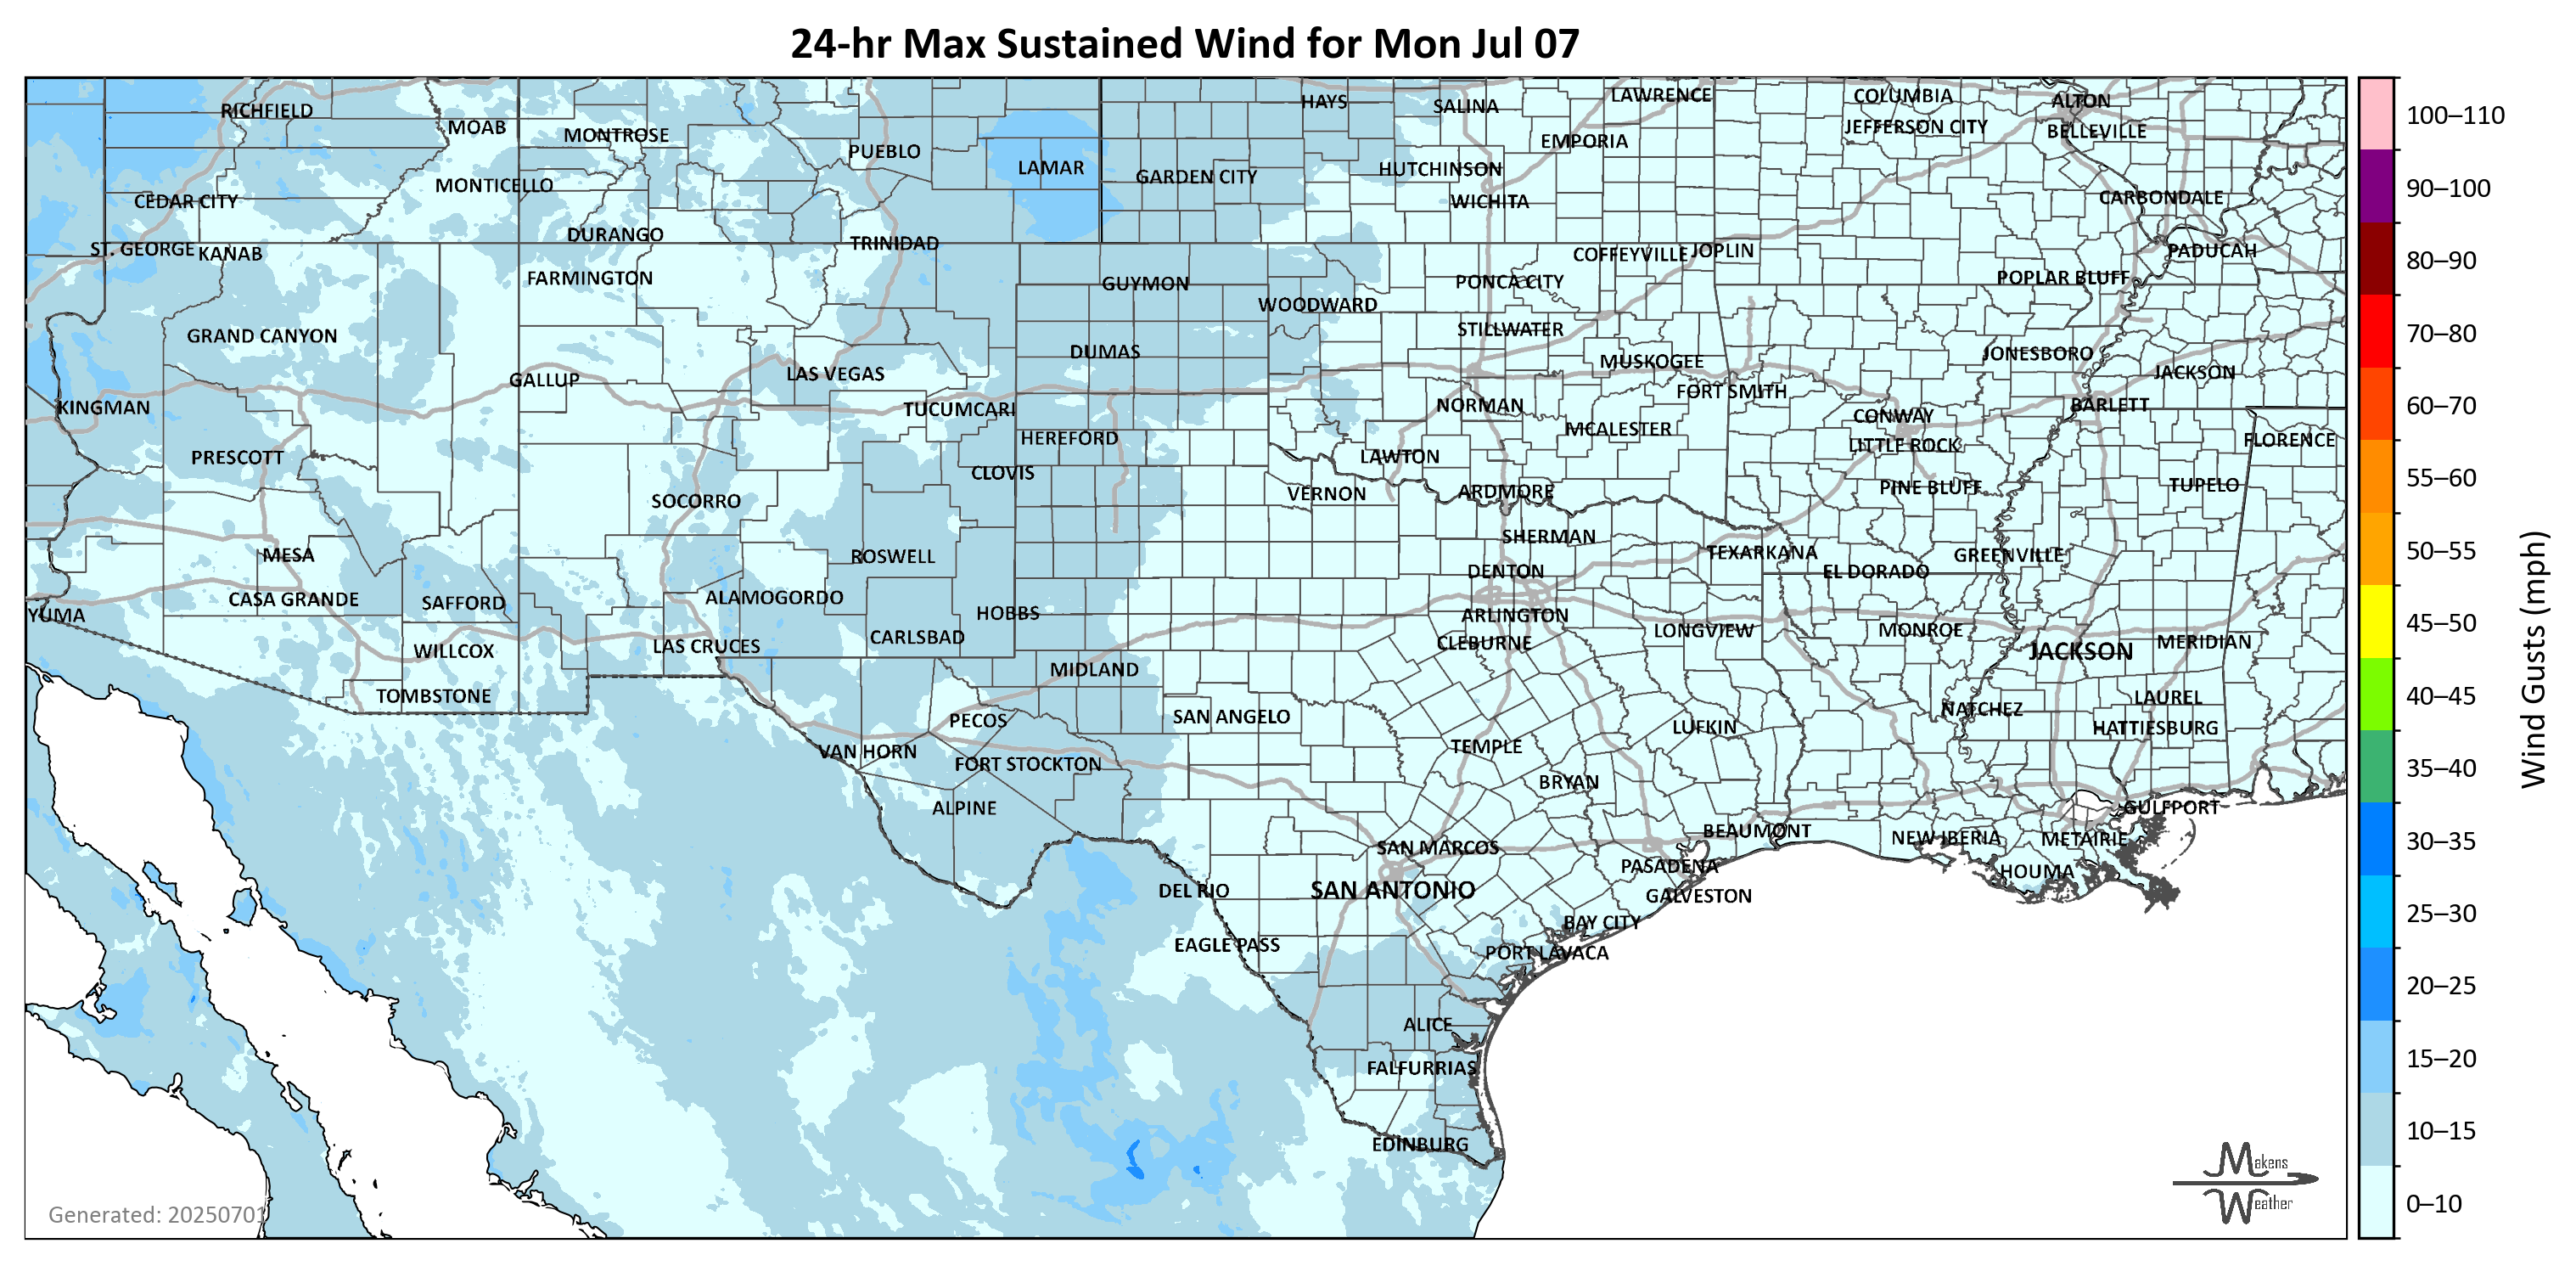 24-hr Max Sustained Wind for Mon Jul 07
RICHFIELD
MOAB
MONTROSE
PUEBLO
LAMAR
HAYS
SALINA
LAWRENCE
COLUMBIA
ALTON
JEFFERSON CITY
BELLEVILLE
EMPORIA
GARDEN CITY
HUTCHINSON
WICHITA
CARBONDALE
CEDAR CITY
MONTICELLO
DURANGO
TRINIDAD
ST. GEORGE
KANAB
FARMINGTON
GUYMON
WOODWARD
PONCA CITY
COFFEYVILLE
JOPLIN
POPLAR BLUFF
PADUCAH
GRAND CANYON
DUMAS
STILLWATER
MUSKOGEE
JONESBORO
JACKSON
GALLUP
LAS VEGAS
KINGMAN
TUCUMCARI
NORMAN
FORT SMITH
CONWAY
BARLETT
HEREFORD
MCALESTER
LITTLE ROCK
FLORENCE
PRESCOTT
CLOVIS
LAWTON
SOCORRO
VERNON
ARDMORE
PINE BLUFF
TUPELO
MESA
ROSWELL
SHERMAN
TEXARKANA
GREENVILLE
DENTON
EL DORADO
CASA GRANDE
SAFFORD
ALAMOGORDO
HOBBS
ARLINGTON
YUMA
WILLCOX
LAS CRUCES
CARLSBAD
CLEBURNE
LONGVIEW
MONROE
JACKSON
MERIDIAN
TOMBSTONE
MIDLAND
PECOS
SAN ANGELO
LAUREL
NATCHEZ
HATTIESBURG
VAN HORN
FORT STOCKTON
TEMPLE
LUFKIN
ALPINE
BRYAN
GULFPORT
SAN MARCOS
BEAUMONT
NEW IBERIA
METAIRIE
DEL RIO
SAN ANTONIO
PASADENA
HOUMA
GALVESTON
EAGLE PASS
BAY CITY
PORT LAVACA
ALICE
FALFURRIAS
EDINBURG
Generated: 20250701
Makens
Weather
100–110
90–100
80–90
70–80
60–70
55–60
50–55
45–50
40–45
35–40
30–35
25–30
20–25
15–20
10–15
0–10
Wind Gusts (mph)